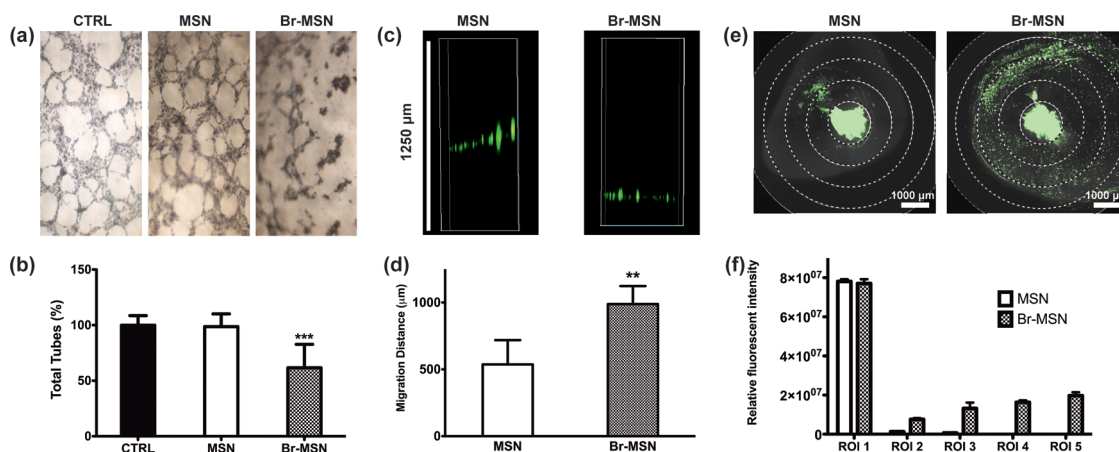 (a)
CTRL MSN Br-MSN
(b)
Total Tubes (%)
150
100
50
0
***
CTRL MSN Br-MSN
(c)
MSN Br-MSN
1250 µm
(d)
Migration Distance (µm)
1000
500
0
**
MSN Br-MSN
(e)
MSN Br-MSN
1000 µm 1000 µm
(f)
Relative fluorescent intensity
8×10⁰⁷
6×10⁰⁷
4×10⁰⁷
2×10⁰⁷
0
MSN
Br-MSN
ROI 1 ROI 2 ROI 3 ROI 4 ROI 5